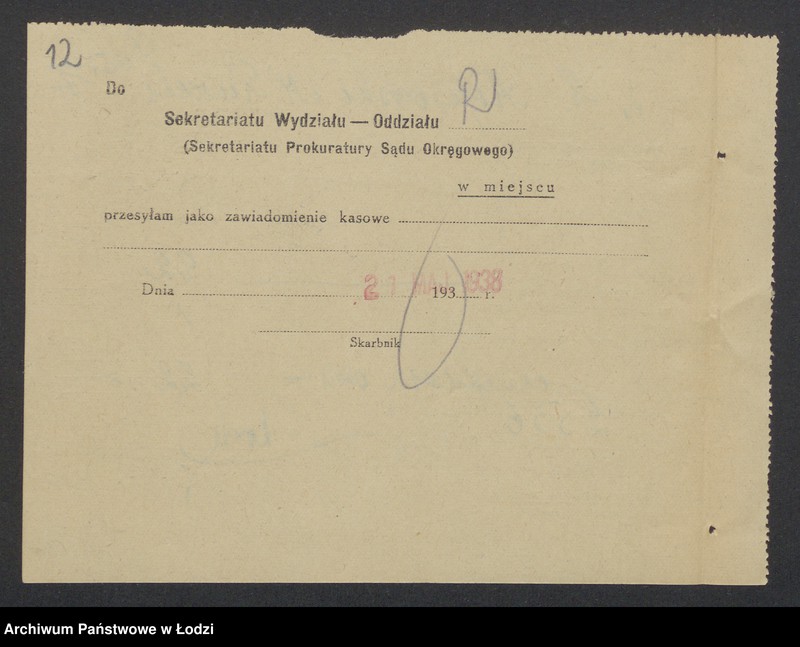 12
Do
Sekretariatu Wydziału — Oddziału
(Sekretariatu Prokuratury Sądu Okręgowego)
w miejscu
przesyłam jako zawiadomienie kasowe
Dnia 21 MAJ 1938 193 r.
Skarbnik
Archiwum Państwowe w Łodzi